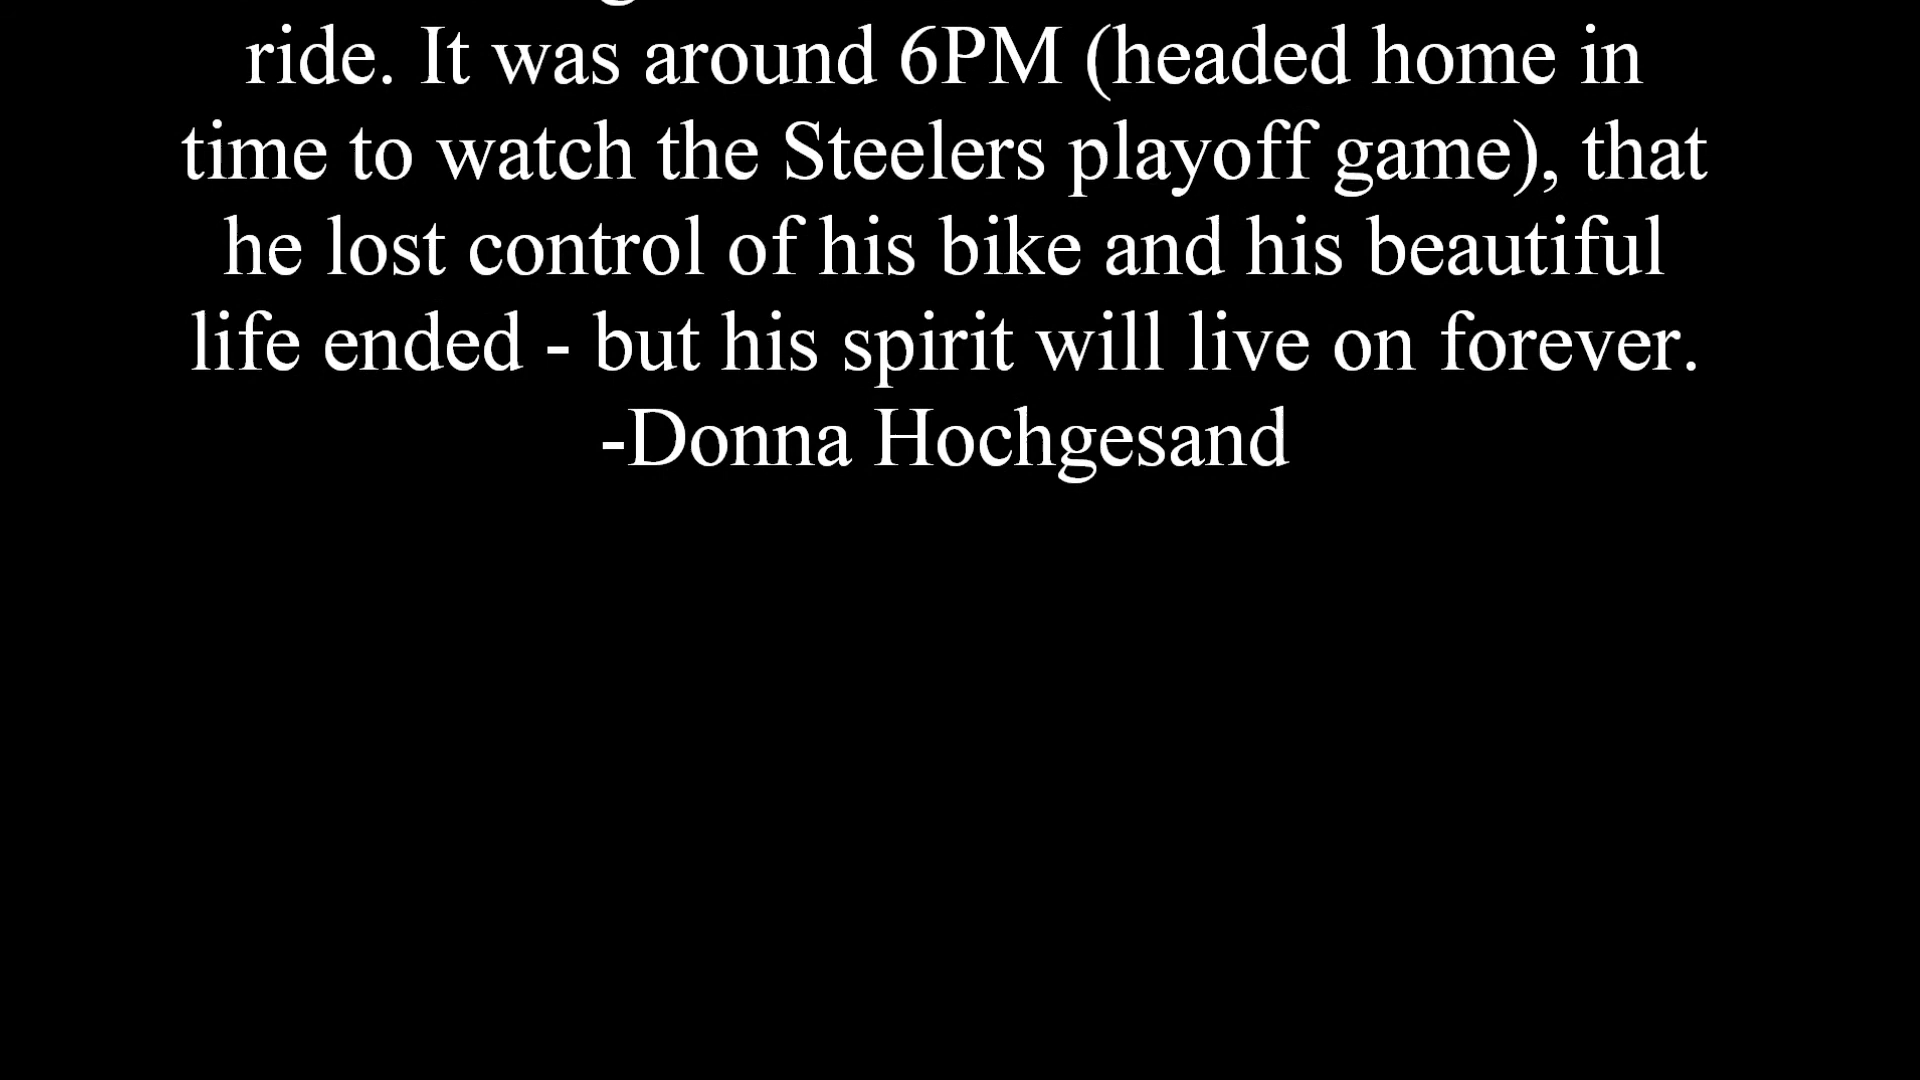 ride. It was around 6PM (headed home in
time to watch the Steelers playoff game), that
he lost control of his bike and his beautiful
life ended - but his spirit will live on forever.
-Donna Hochgesand